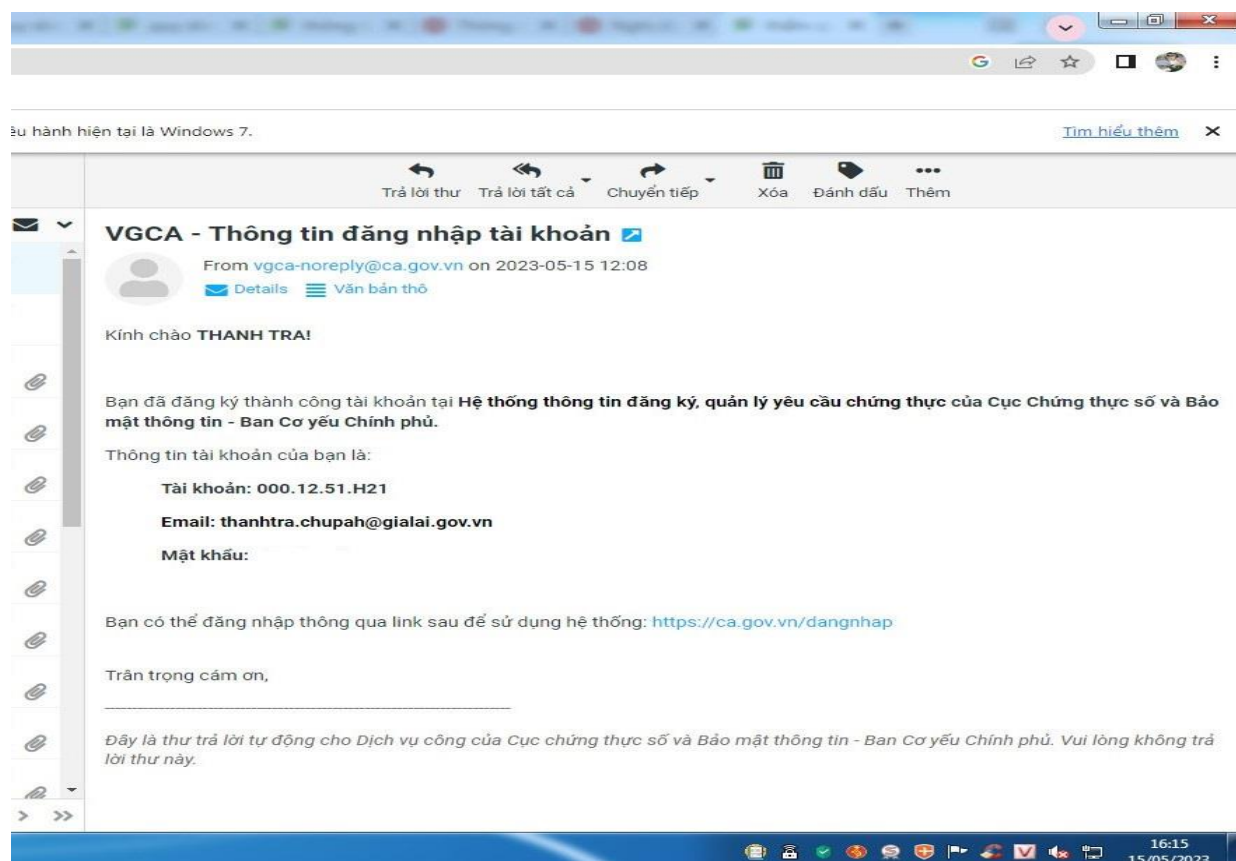 ều hành hiện tại là Windows 7.
Tìm hiểu thêm
Trả lời thư Trả lời tất cả Chuyển tiếp Xóa Đánh dấu Thêm
VGCA - Thông tin đăng nhập tài khoản
From vgca-noreply@ca.gov.vn on 2023-05-15 12:08
Details Văn bản thô
Kính chào THANH TRA!
Bạn đã đăng ký thành công tài khoản tại Hệ thống thông tin đăng ký, quản lý yêu cầu chứng thực của Cục Chứng thực số và Bảo
mật thông tin - Ban Cơ yếu Chính phủ.
Thông tin tài khoản của bạn là:
Tài khoản: 000.12.51.H21
Email: thanhtra.chupah@gialai.gov.vn
Mật khẩu:
Bạn có thể đăng nhập thông qua link sau để sử dụng hệ thống: https://ca.gov.vn/dangnhap
Trân trọng cám ơn,
Đây là thư trả lời tự động cho Dịch vụ công của Cục chứng thực số và Bảo mật thông tin - Ban Cơ yếu Chính phủ. Vui lòng không trả
lời thư này.
16:15
15/05/2023